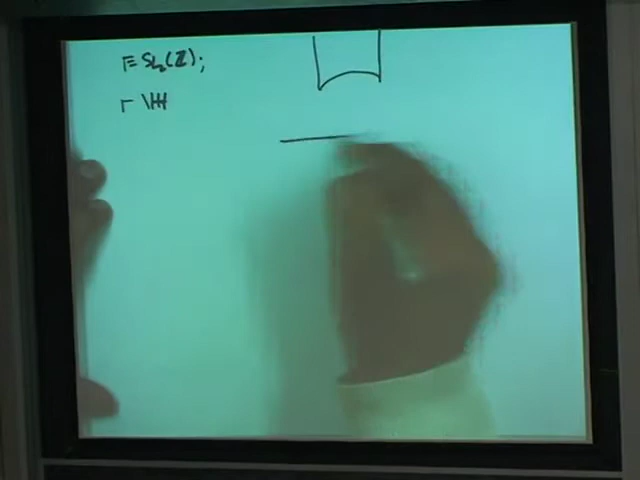 Γ = SL₂(ℤ);
Γ \ ℍ